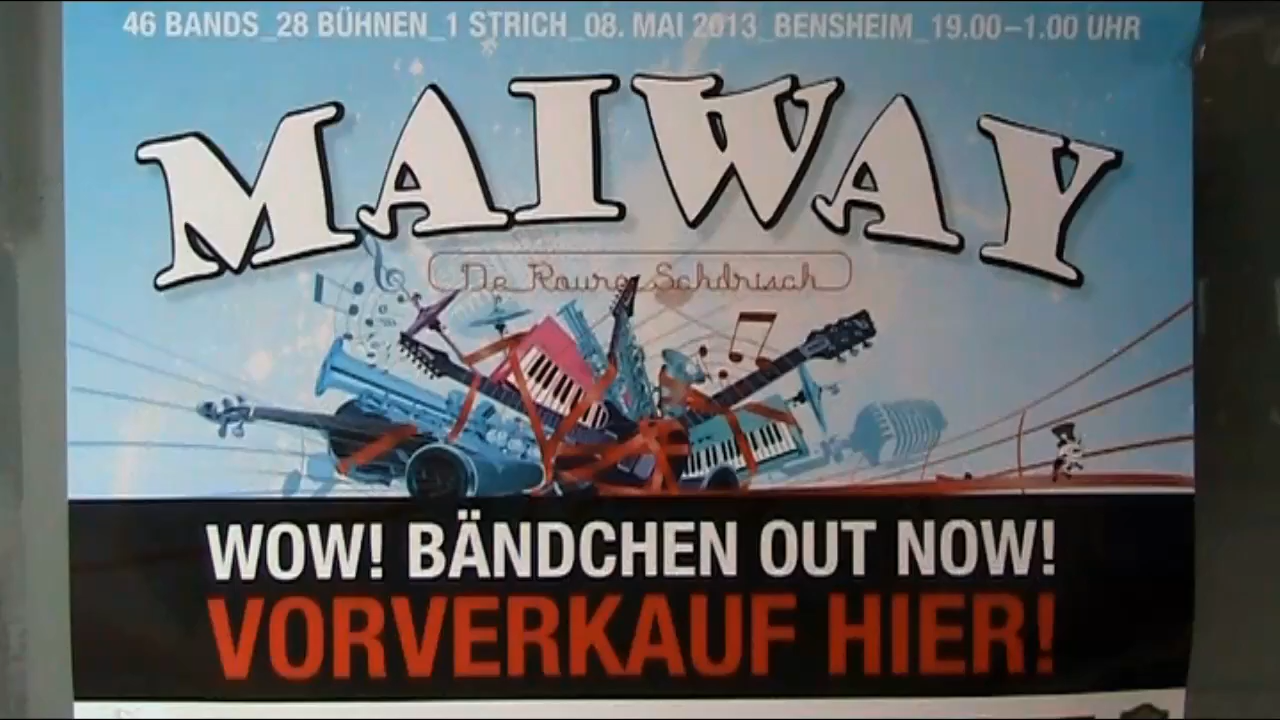 46 BANDS_28 BÜHNEN_1 STRICH_08. MAI 2013_BENSHEIM_19.00–1.00 UHR
MAIWAY
De Roure Schdrisch
WOW! BÄNDCHEN OUT NOW!
VORVERKAUF HIER!